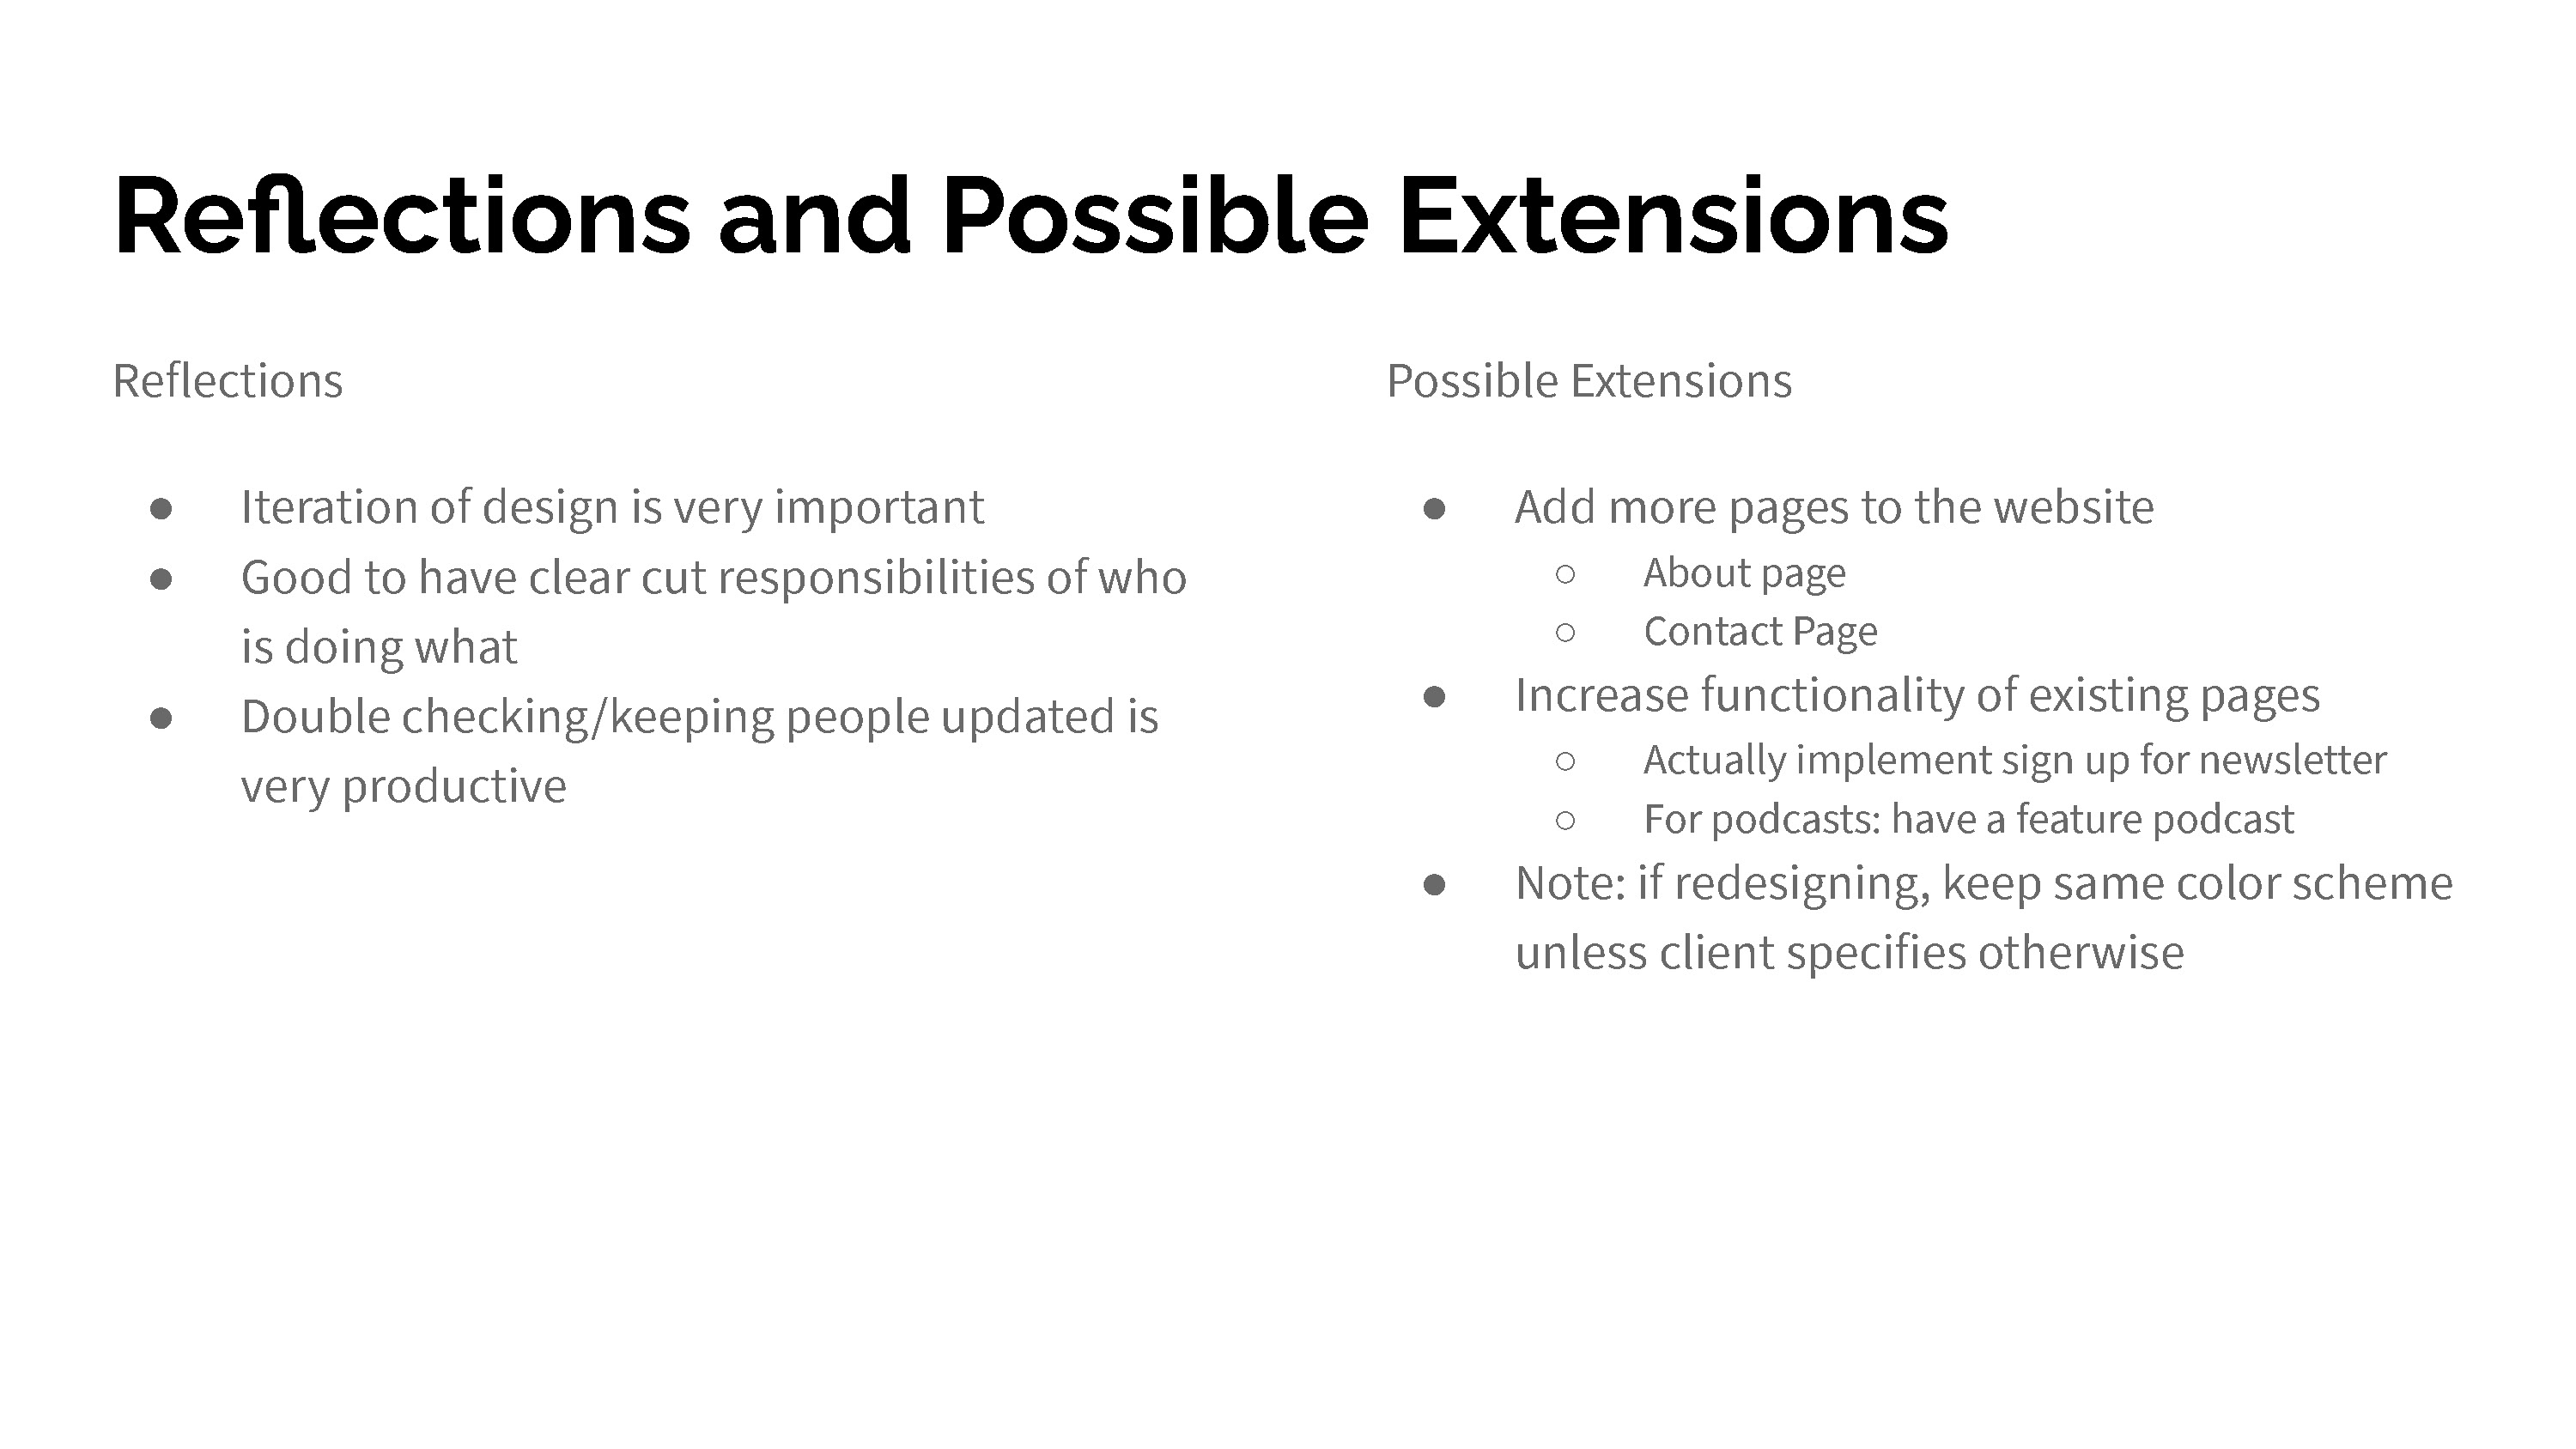 Reflections and Possible Extensions
Reflections
● Iteration of design is very important
● Good to have clear cut responsibilities of who
is doing what
● Double checking/keeping people updated is
very productive
Possible Extensions
● Add more pages to the website
○ About page
○ Contact Page
● Increase functionality of existing pages
○ Actually implement sign up for newsletter
○ For podcasts: have a feature podcast
● Note: if redesigning, keep same color scheme
unless client specifies otherwise